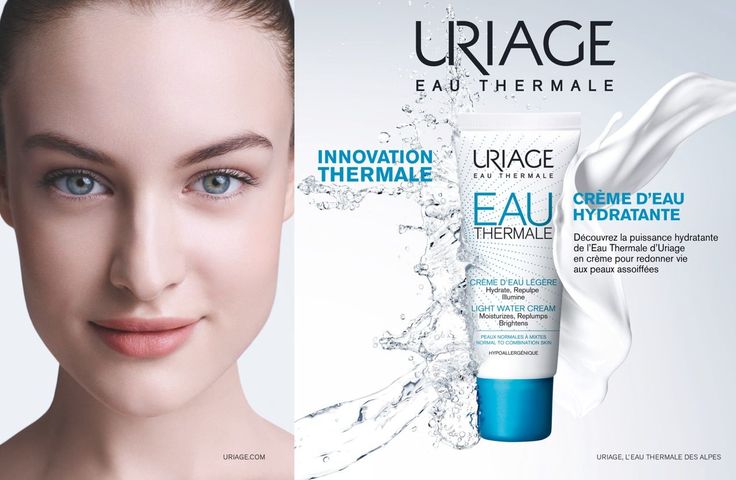 URIAGE
EAU THERMALE
INNOVATION
THERMALE
URIAGE
EAU THERMALE
EAU
THERMALE
CRÈME D'EAU LÉGÈRE
Hydrate, Repulpe
Illumine
LIGHT WATER CREAM
Moisturizes, Replumps
Brightens
PEAUX NORMALES À MIXTES
NORMAL TO COMBINATION SKIN
HYPOALLERGÉNIQUE
CRÈME D'EAU
HYDRATANTE
Découvrez la puissance hydratante
de l'Eau Thermale d'Uriage
en crème pour redonner vie
aux peaux assoiffées
URIAGE.COM
URIAGE, L'EAU THERMALE DES ALPES